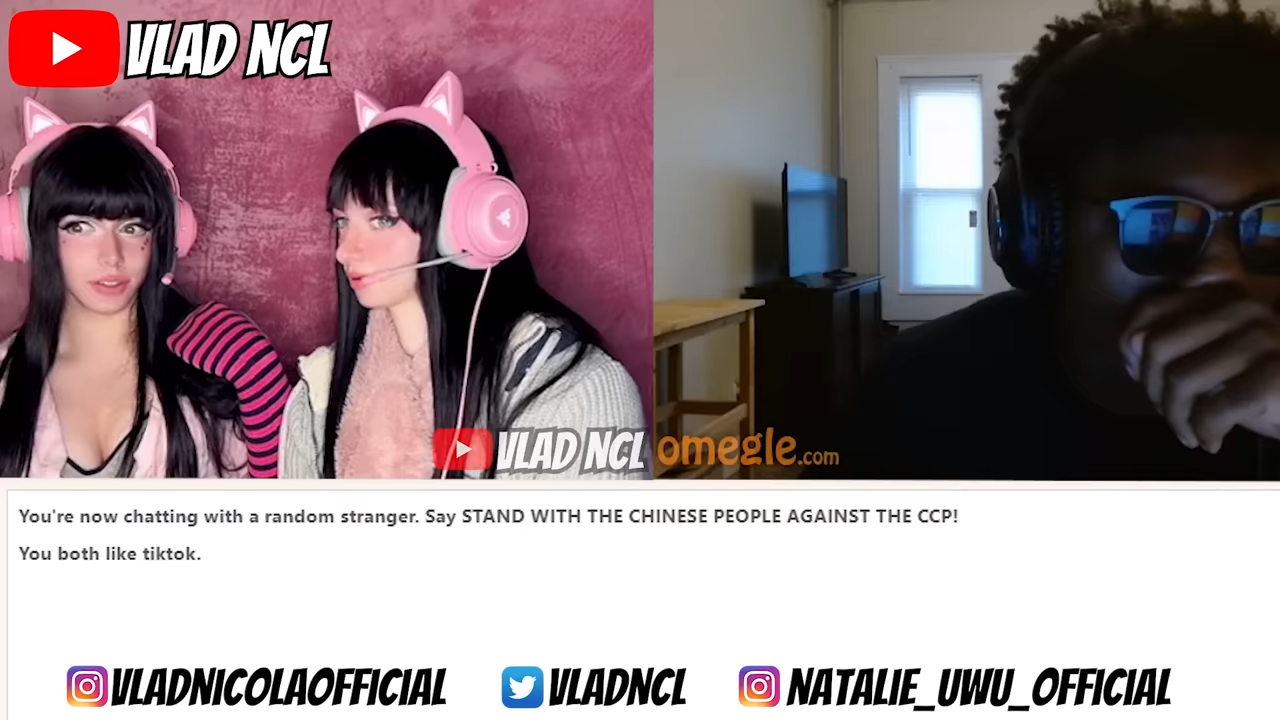 VLAD NCL
VLAD NCL
omegle.com
You're now chatting with a random stranger. Say STAND WITH THE CHINESE PEOPLE AGAINST THE CCP!
You both like tiktok.
VLADNICOLAOFFICIAL
VLADNCL
NATALIE_UWU_OFFICIAL